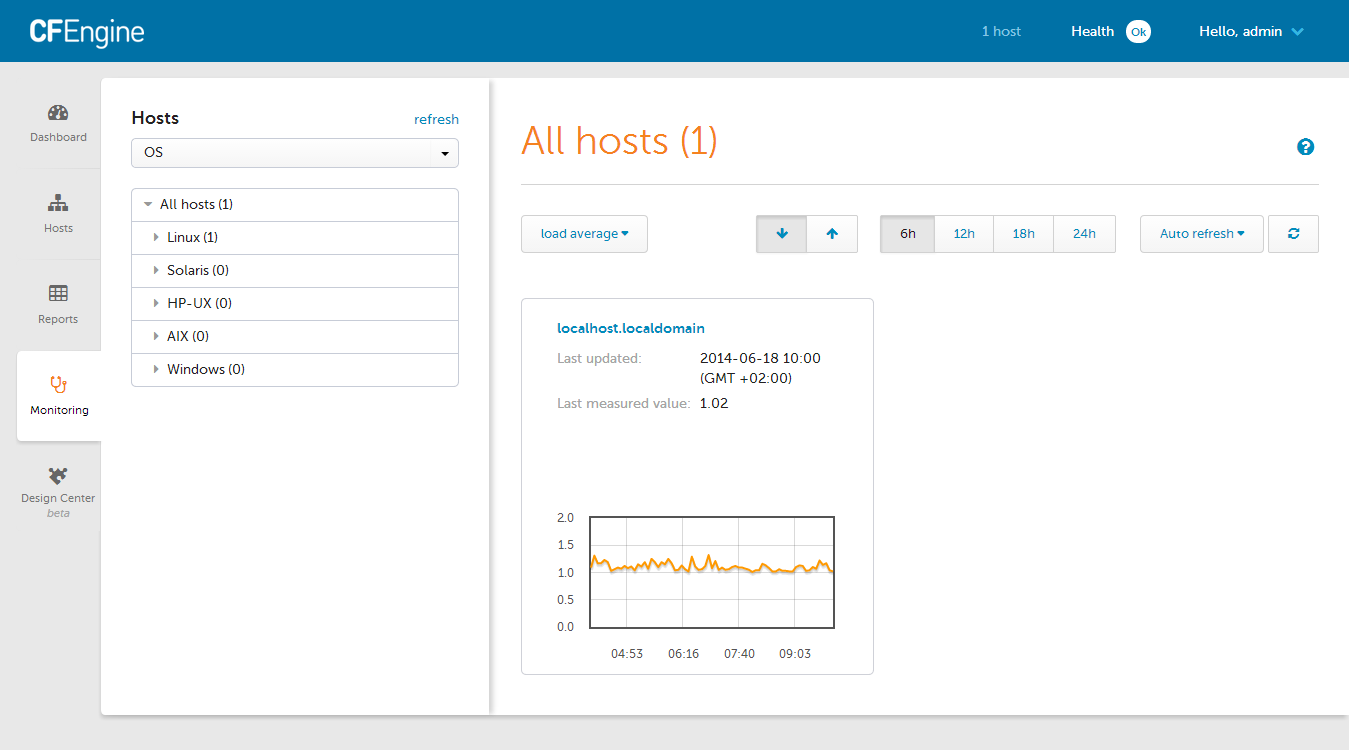 CFEngine
1 host
Health
Ok
Hello, admin
Dashboard
Hosts
Reports
Monitoring
Design Center
beta
Hosts
refresh
OS
All hosts (1)
Linux (1)
Solaris (0)
HP-UX (0)
AIX (0)
Windows (0)
All hosts (1)
?
load average
6h
12h
18h
24h
Auto refresh
localhost.localdomain
Last updated: 2014-06-18 10:00
(GMT +02:00)
Last measured value: 1.02
2.0
1.5
1.0
0.5
0.0
04:53 06:16 07:40 09:03